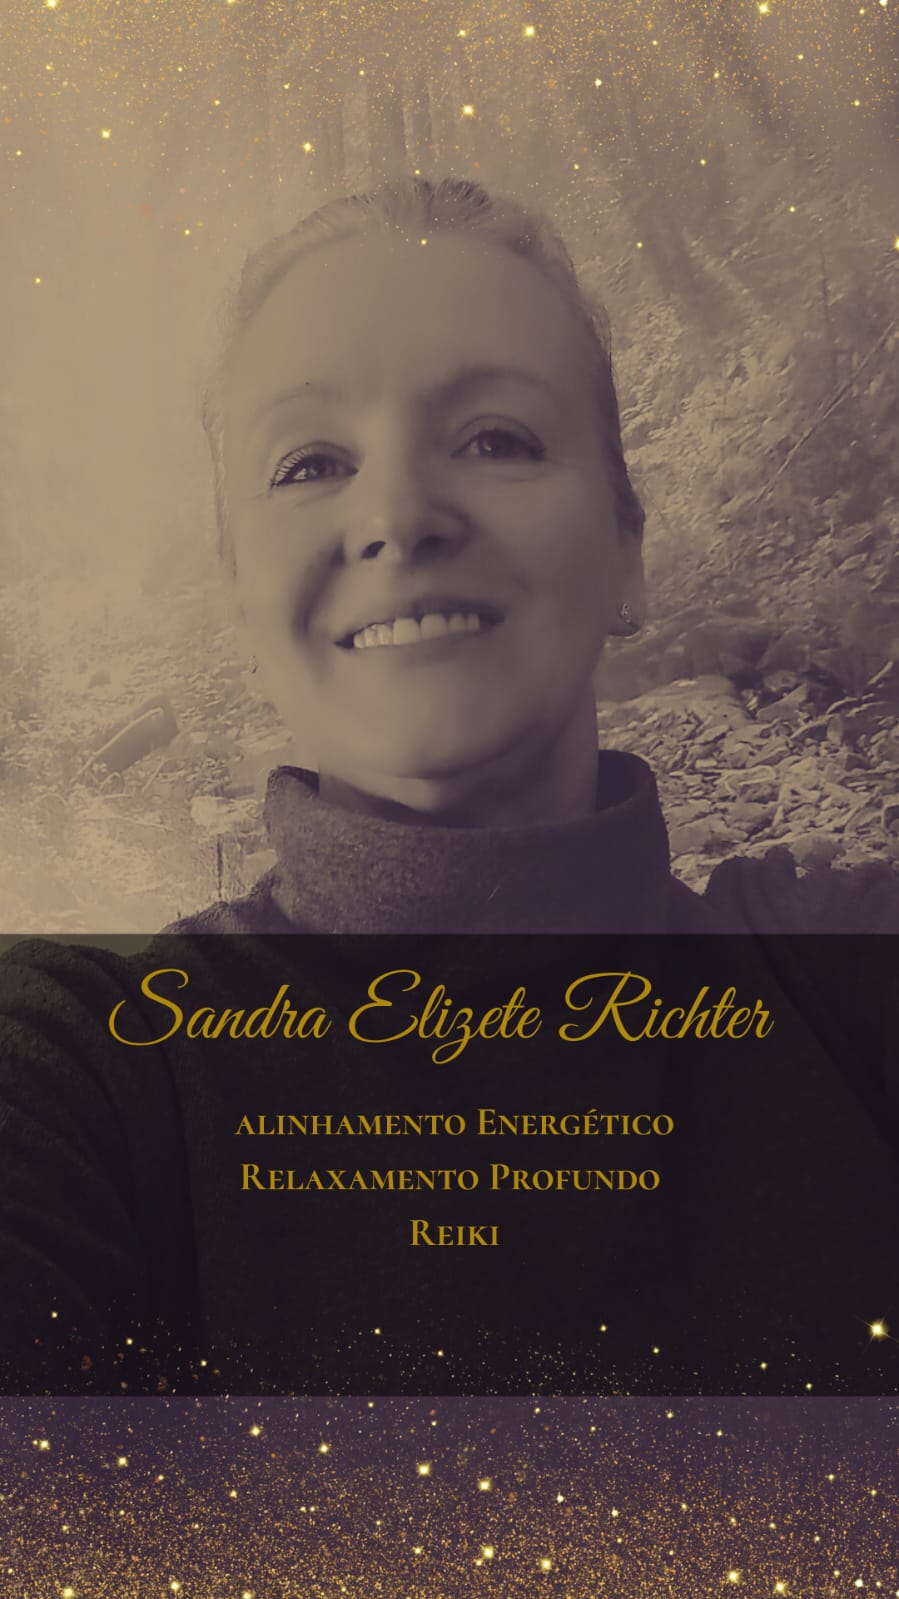 Sandra Elizete Richter
alinhamento Energético
Relaxamento Profundo
Reiki